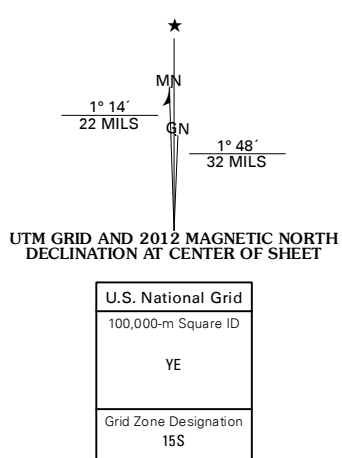 ★
MN
1° 14´
22 MILS
GN
1° 48´
32 MILS
UTM GRID AND 2012 MAGNETIC NORTH
DECLINATION AT CENTER OF SHEET
U.S. National Grid
100,000-m Square ID
YE
Grid Zone Designation
15S